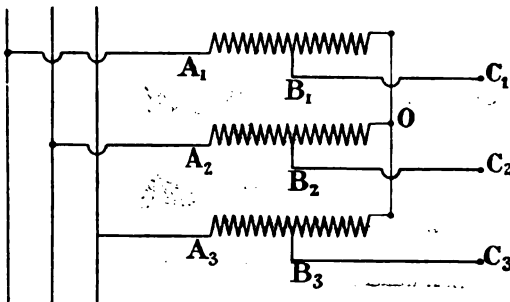 A₁ B₁ C₁
O
A₂ B₂ C₂
A₃ B₃ C₃